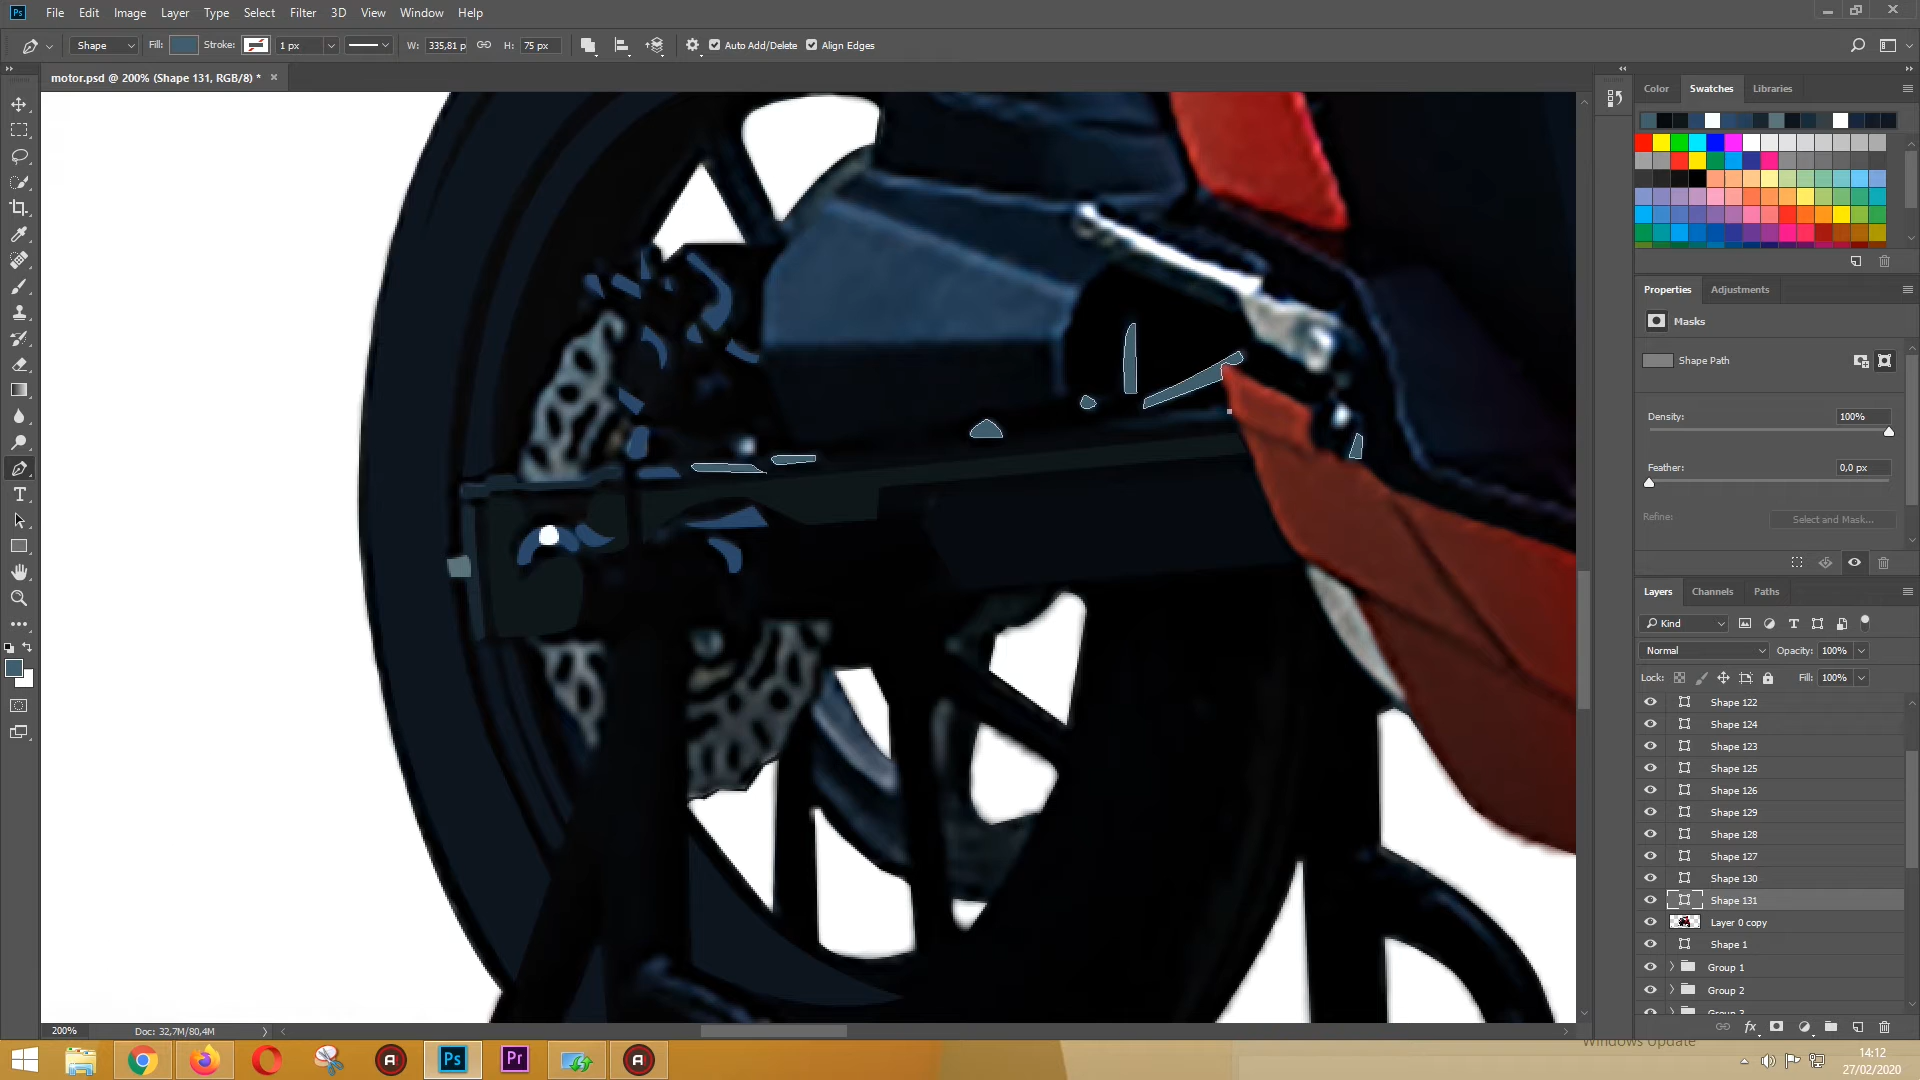 Ps File Edit Image Layer Type Select Filter 3D View Window Help
Shape Fill: Stroke: 1 px W: 335,81 p H: 75 px Auto Add/Delete Align Edges
motor.psd @ 200% (Shape 131, RGB/8) *
Color Swatches Libraries
Properties Adjustments
Masks
Shape Path
Density: 100%
Feather: 0,0 px
Refine: Select and Mask...
Layers Channels Paths
Kind
Normal Opacity: 100%
Lock: Fill: 100%
Shape 122
Shape 124
Shape 123
Shape 125
Shape 126
Shape 129
Shape 128
Shape 127
Shape 130
Shape 131
Layer 0 copy
Shape 1
Group 1
Group 2
200% Doc: 32,7M/80,4M
Windows Update
Ps Pr
14:12
27/02/2020